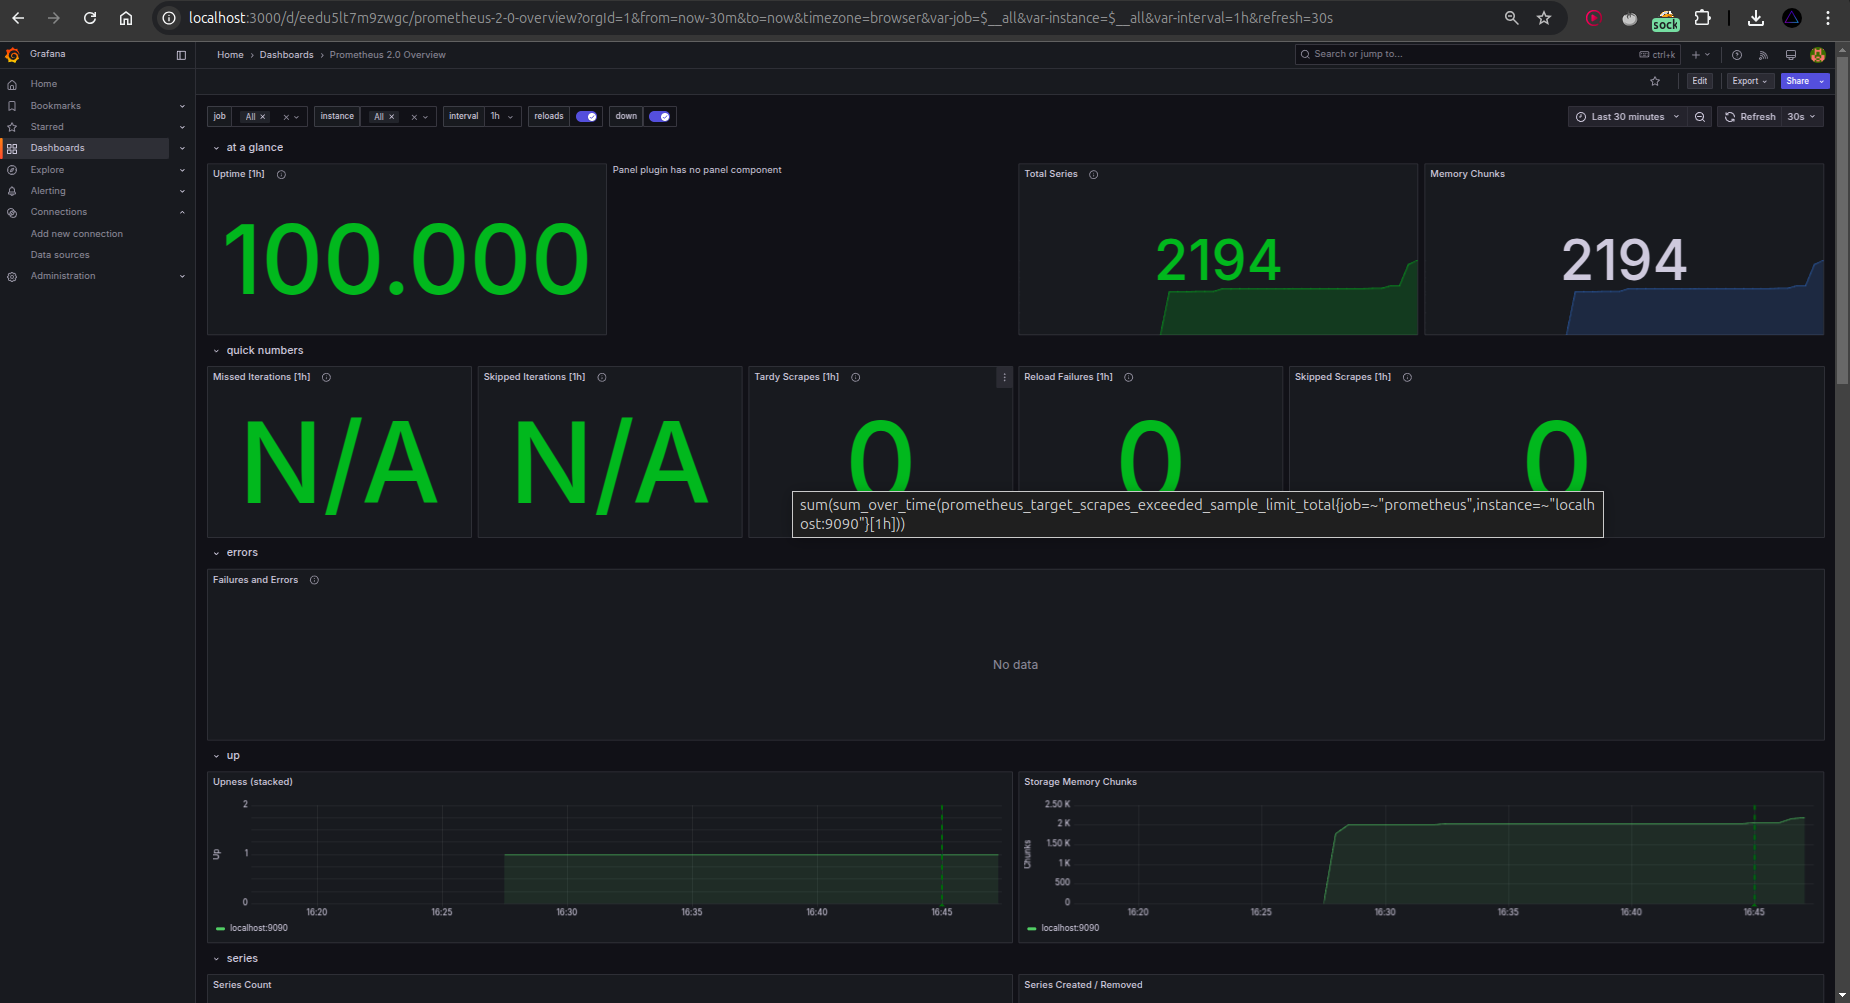 localhost:3000/d/eedu5lt7m9zwgc/prometheus-2-0-overview?orgId=1&from=now-30m&to=now&timezone=browser&var-job=$__all&var-instance=$__all&var-interval=1h&refresh=30s
sock
Grafana
Home › Dashboards › Prometheus 2.0 Overview
Search or jump to...
ctrl+k
Home
Bookmarks
Starred
Dashboards
Explore
Alerting
Connections
Add new connection
Data sources
Administration
Edit
Export
Share
job All
instance All
interval 1h
reloads
down
Last 30 minutes
Refresh 30s
at a glance
Uptime [1h]
100.000
Panel plugin has no panel component
Total Series
2194
Memory Chunks
2194
quick numbers
Missed Iterations [1h]
N/A
Skipped Iterations [1h]
N/A
Tardy Scrapes [1h]
0
Reload Failures [1h]
0
Skipped Scrapes [1h]
0
sum(sum_over_time(prometheus_target_scrapes_exceeded_sample_limit_total{job=~"prometheus",instance=~"localh
ost:9090"}[1h]))
errors
Failures and Errors
No data
up
Upness (stacked)
2
1
0
Up
16:20 16:25 16:30 16:35 16:40 16:45
localhost:9090
Storage Memory Chunks
2.50 K
2 K
1.50 K
1 K
500
0
Chunks
16:20 16:25 16:30 16:35 16:40 16:45
localhost:9090
series
Series Count
Series Created / Removed